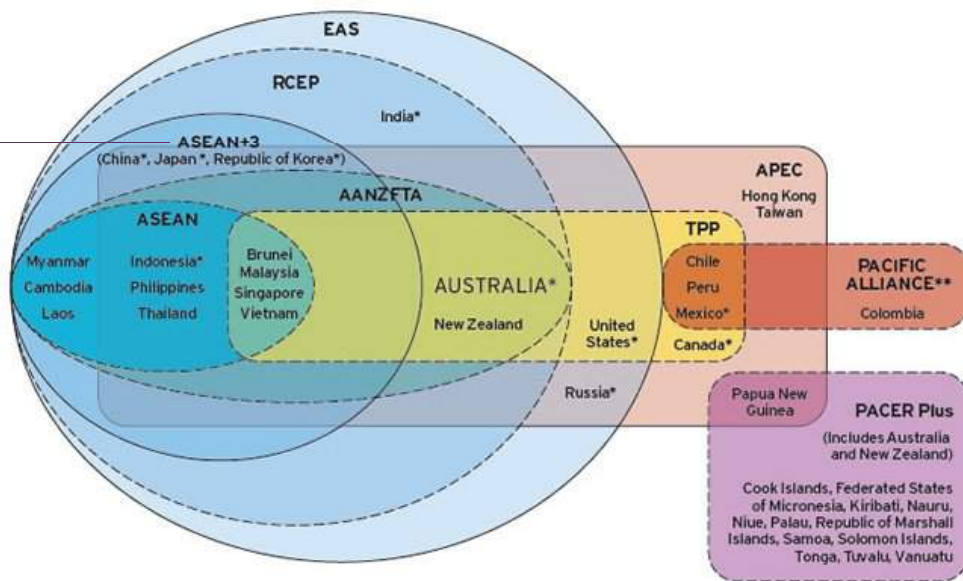 EAS
RCEP
India*
ASEAN+3
(China*, Japan*, Republic of Korea*)
APEC
Hong Kong
Taiwan
AANZFTA
ASEAN
Myanmar
Cambodia
Laos
Indonesia*
Philippines
Thailand
Brunei
Malaysia
Singapore
Vietnam
AUSTRALIA*
New Zealand
United
States*
TPP
Chile
Peru
Mexico*
Canada*
PACIFIC
ALLIANCE**
Colombia
Russia*
Papua New
Guinea
PACER Plus
(Includes Australia
and New Zealand)
Cook Islands, Federated States
of Micronesia, Kiribati, Nauru,
Niue, Palau, Republic of Marshall
Islands, Samoa, Solomon Islands,
Tonga, Tuvalu, Vanuatu